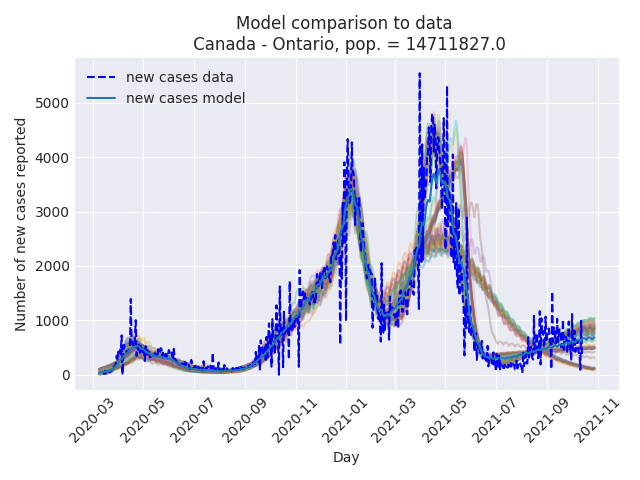 Model comparison to data
Canada - Ontario, pop. = 14711827.0
new cases data
new cases model
Number of new cases reported
5000
4000
3000
2000
1000
0
2020-03
2020-05
2020-07
2020-09
2020-11
2021-01
2021-03
2021-05
2021-07
2021-09
2021-11
Day